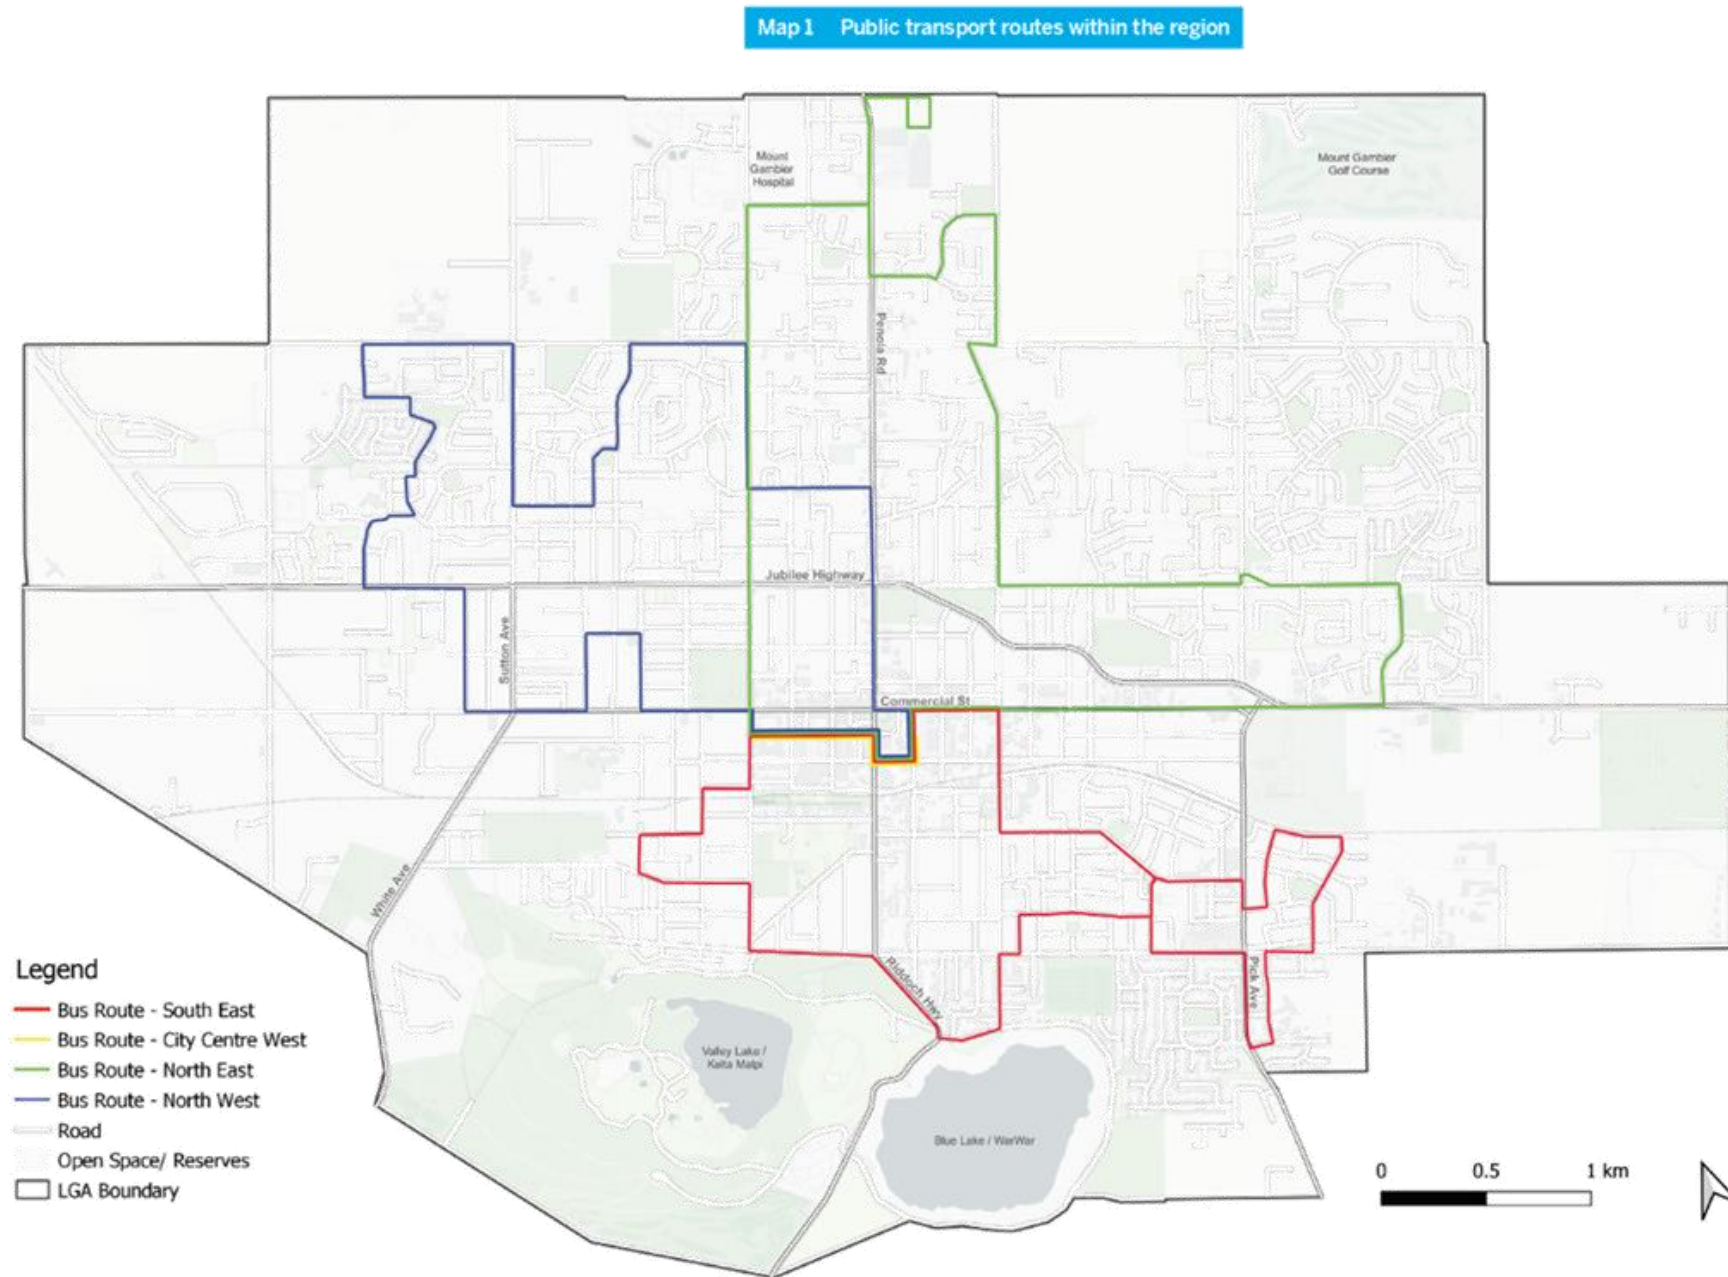 Map 1 Public transport routes within the region
Mount
Gambier
Hospital
Mount Gambier
Golf Course
Penola Rd
Jubilee Highway
Sutton Ave
Commercial St
White Ave
Riddoch Hwy
Pick Ave
Valley Lake /
Keita Malpi
Blue Lake / WarWar
Legend
Bus Route - South East
Bus Route - City Centre West
Bus Route - North East
Bus Route - North West
Road
Open Space/ Reserves
LGA Boundary
0 0.5 1 km